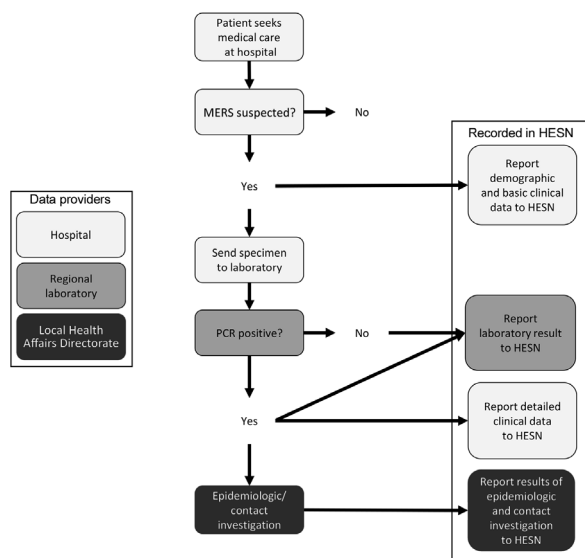 Patient seeks
medical care
at hospital
MERS suspected?
No
Recorded in HESN
Yes
Report
demographic
and basic clinical
data to HESN
Data providers
Hospital
Regional
laboratory
Local Health
Affairs Directorate
Send specimen
to laboratory
PCR positive?
No
Report
laboratory result
to HESN
Yes
Report detailed
clinical data
to HESN
Epidemiologic/
contact
investigation
Report results of
epidemiologic
and contact
investigation
to HESN